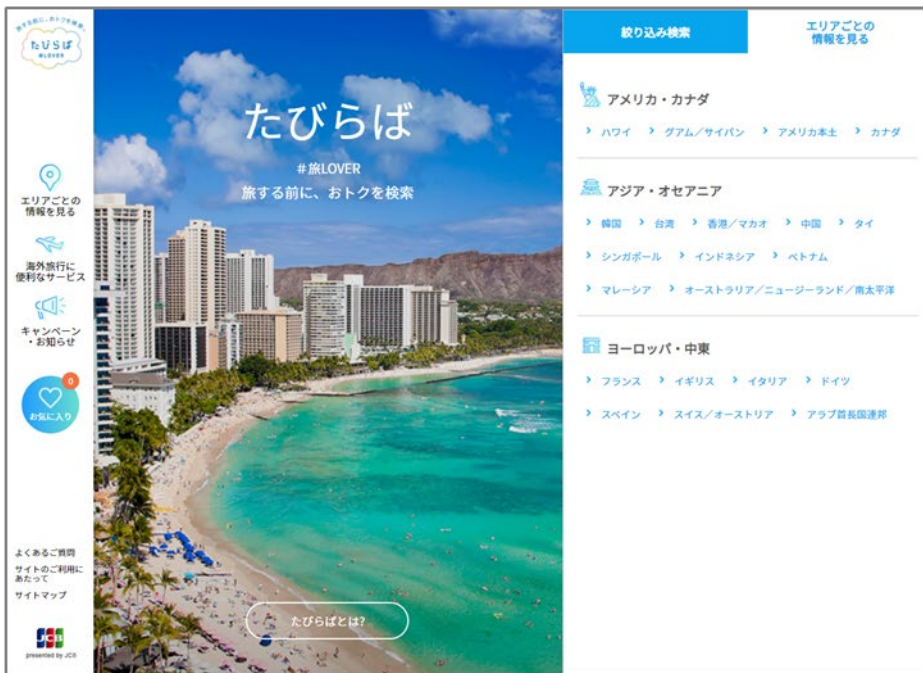 旅する前に、おトクを検索。
たびらば
#旅LOVER
エリアごとの
情報を見る
海外旅行に
便利なサービス
キャンペーン
・お知らせ
0
お気に入り
よくあるご質問
サイトのご利用に
あたって
サイトマップ
JCB
presented by JCB
たびらば
#旅LOVER
旅する前に、おトクを検索
たびらばとは?
絞り込み検索
エリアごとの
情報を見る
アメリカ・カナダ
ハワイ グアム/サイパン アメリカ本土 カナダ
アジア・オセアニア
韓国 台湾 香港/マカオ 中国 タイ
シンガポール インドネシア ベトナム
マレーシア オーストラリア/ニュージーランド/南太平洋
ヨーロッパ・中東
フランス イギリス イタリア ドイツ
スペイン スイス/オーストリア アラブ首長国連邦